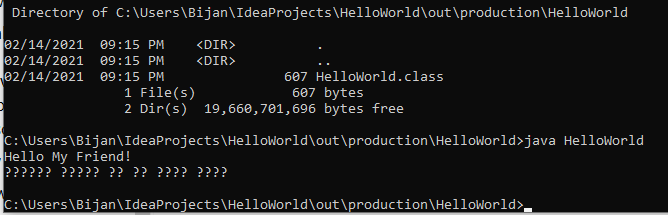 Directory of C:\Users\Bijan\IdeaProjects\HelloWorld\out\production\HelloWorld
02/14/2021  09:15 PM    <DIR>          .
02/14/2021  09:15 PM    <DIR>          ..
02/14/2021  09:15 PM               607 HelloWorld.class
1 File(s)            607 bytes
2 Dir(s)  19,660,701,696 bytes free
C:\Users\Bijan\IdeaProjects\HelloWorld\out\production\HelloWorld>java HelloWorld
Hello My Friend!
?????? ????? ?? ?? ???? ????
C:\Users\Bijan\IdeaProjects\HelloWorld\out\production\HelloWorld>